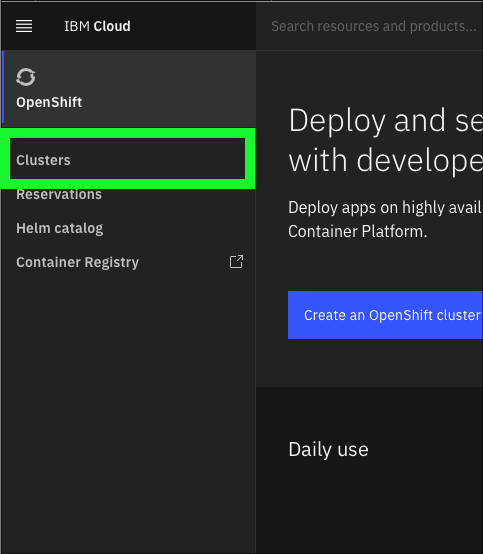 IBM Cloud
Search resources and products...
OpenShift
Clusters
Reservations
Helm catalog
Container Registry
Deploy and se
with develope
Deploy apps on highly avail
Container Platform.
Create an OpenShift cluster
Daily use